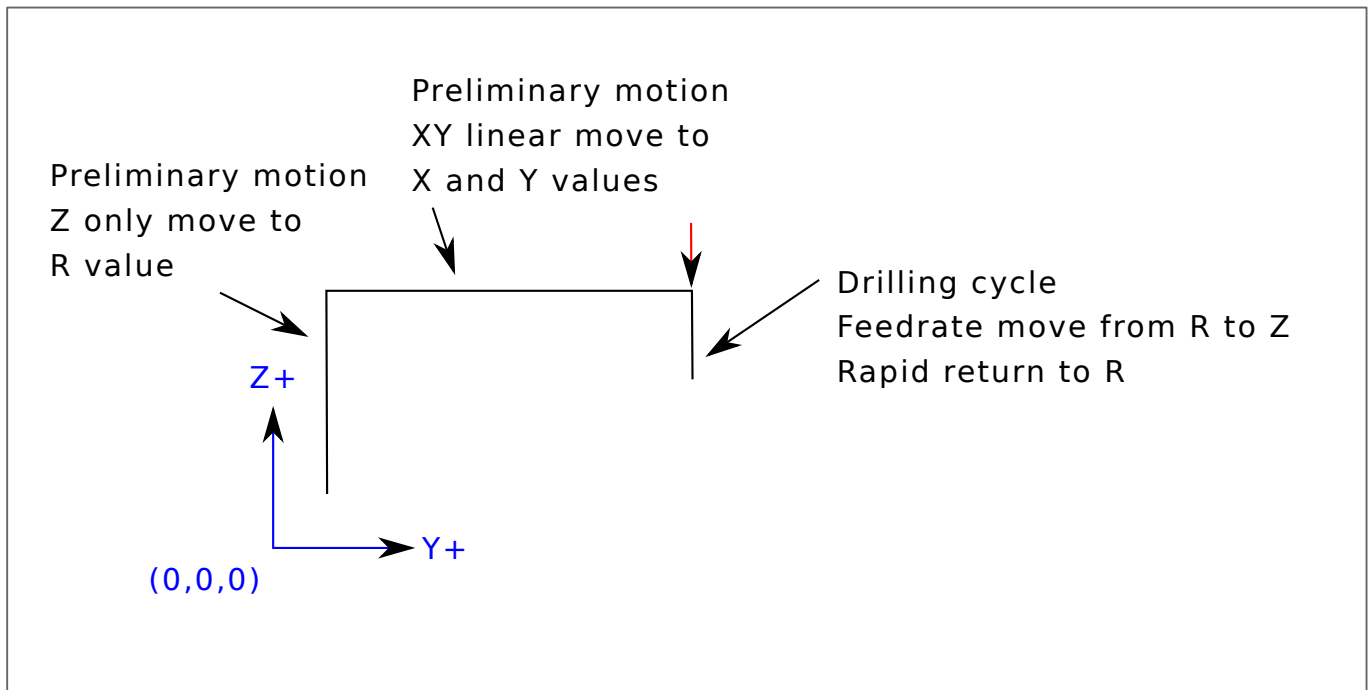 Preliminary motion
XY linear move to
X and Y values
Preliminary motion
Z only move to
R value
Drilling cycle
Feedrate move from R to Z
Rapid return to R
Z+
Y+
(0,0,0)